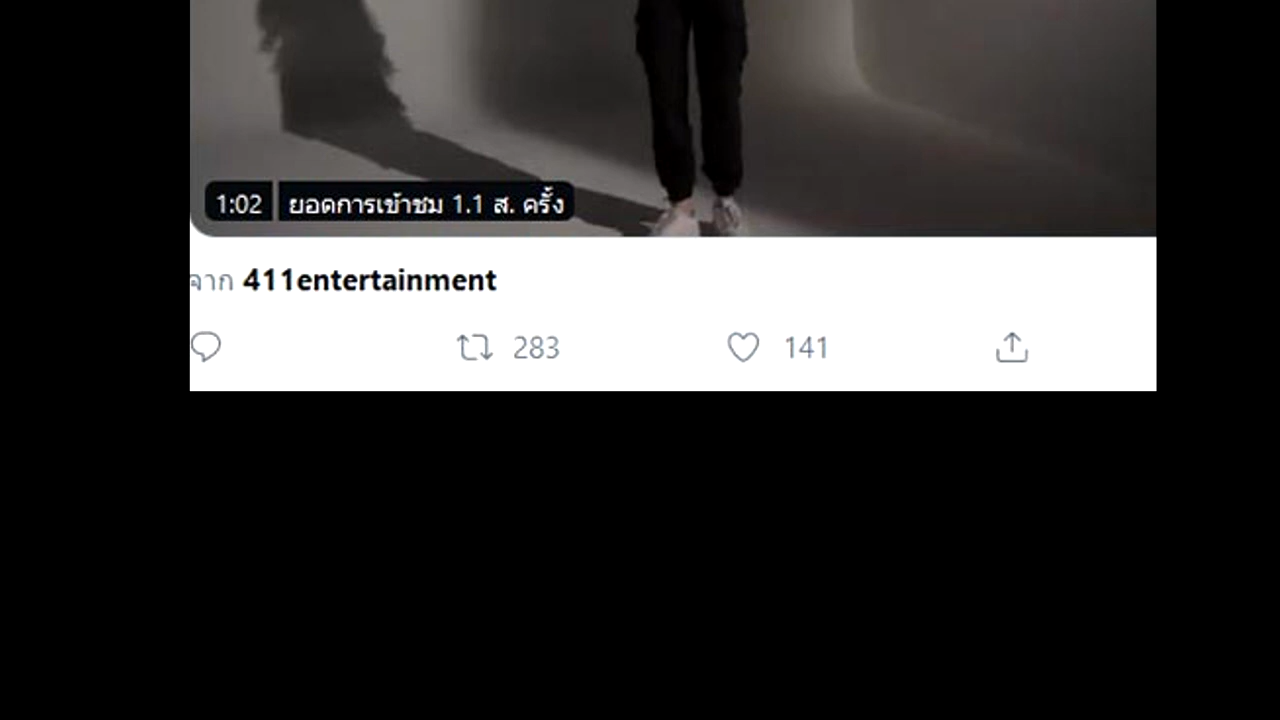 1:02 ยอดการเข้าชม 1.1 ส. ครั้ง
จาก 411entertainment
283 141